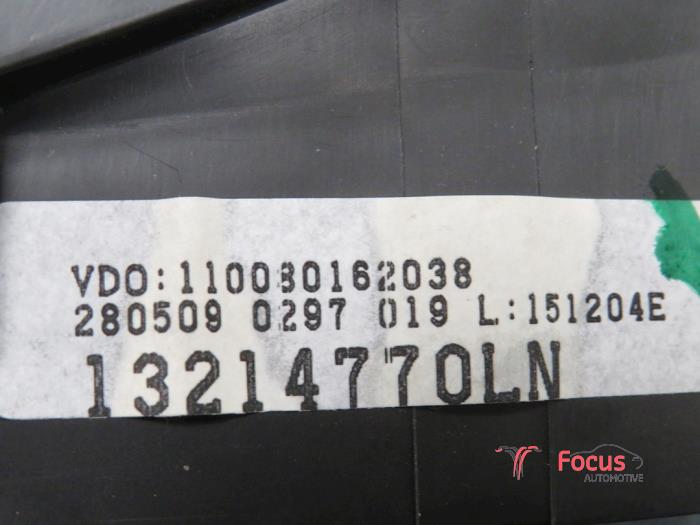 VDO:110080162038
280509 0297 019 L:151204E
13214770LN
Focus
AUTOMOTIVE